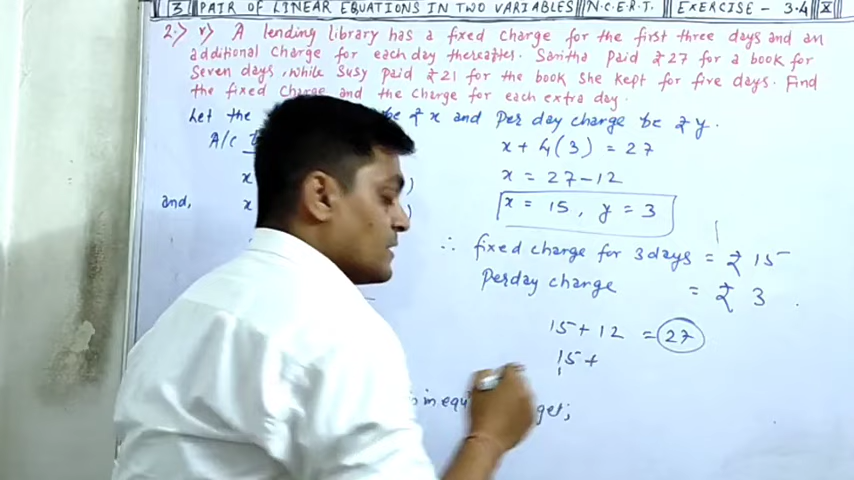 3 PAIR OF LINEAR EQUATIONS IN TWO VARIABLES N.C.E.R.T. EXERCISE - 3.4 X
2.> v> A lending library has a fixed charge for the first three days and an
additional charge for each day thereafter. Saritha Paid ₹27 for a book for
Seven days, while Susy paid ₹21 for the book she kept for five days. Find
the fixed charge and the charge for each extra day.
Let the be ₹ x and Per day charge be ₹ y.
A/C
x + 4(3) = 27
x
x = 27-12
and, x
x = 15, y = 3
∴ fixed charge for 3 days = ₹ 15
Perday charge = ₹ 3
15 + 12 = 27
15 +
in get;